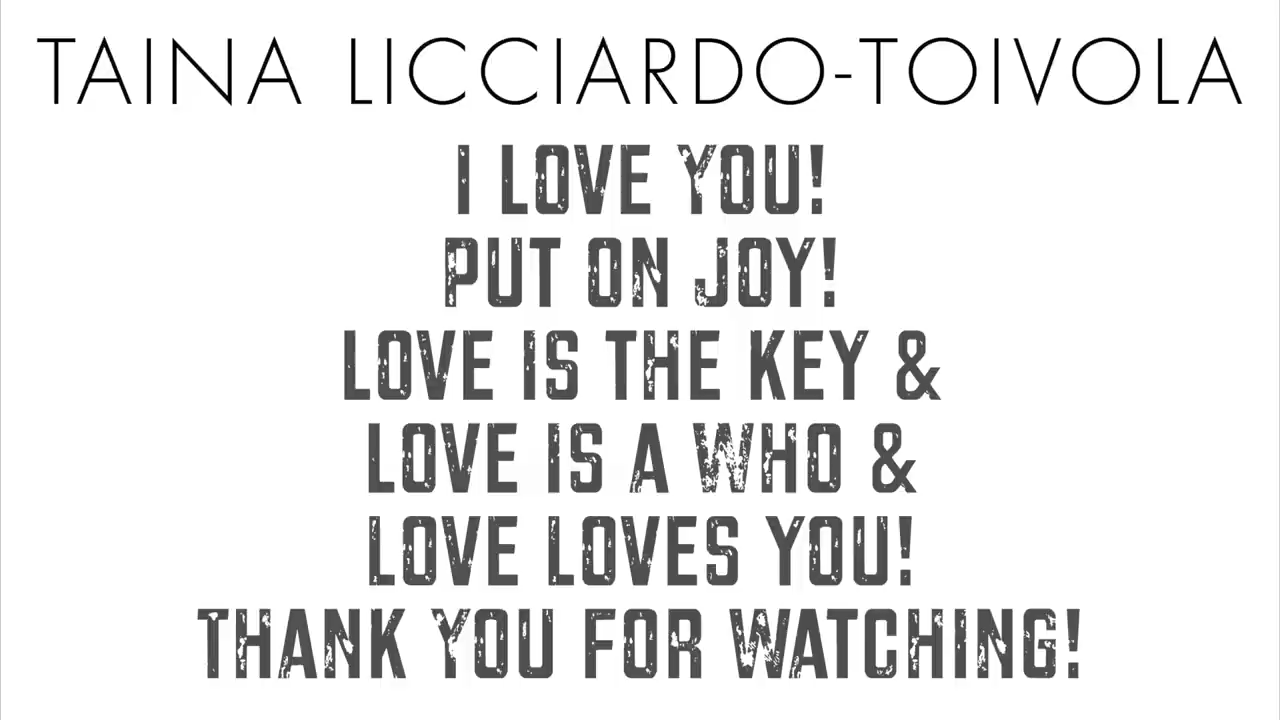 TAINA LICCIARDO-TOIVOLA
I LOVE YOU!
PUT ON JOY!
LOVE IS THE KEY &
LOVE IS A WHO &
LOVE LOVES YOU!
THANK YOU FOR WATCHING!